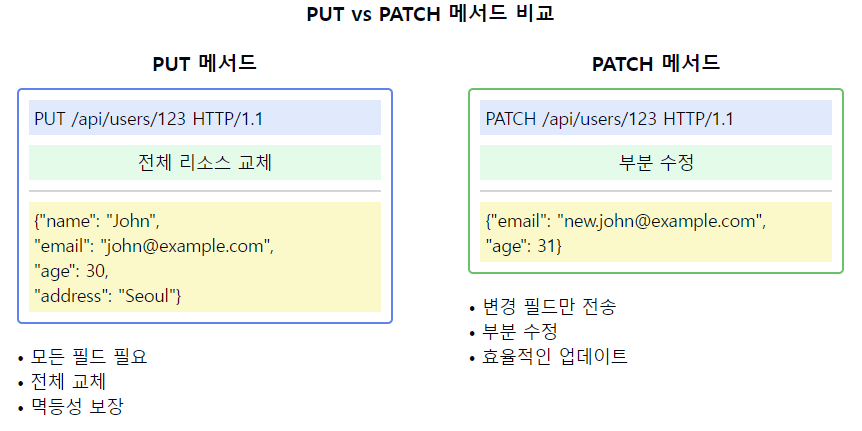 PUT vs PATCH 메서드 비교
PUT 메서드
PUT /api/users/123 HTTP/1.1
전체 리소스 교체
{"name": "John",
"email": "john@example.com",
"age": 30,
"address": "Seoul"}
• 모든 필드 필요
• 전체 교체
• 멱등성 보장
PATCH 메서드
PATCH /api/users/123 HTTP/1.1
부분 수정
{"email": "new.john@example.com",
"age": 31}
• 변경 필드만 전송
• 부분 수정
• 효율적인 업데이트